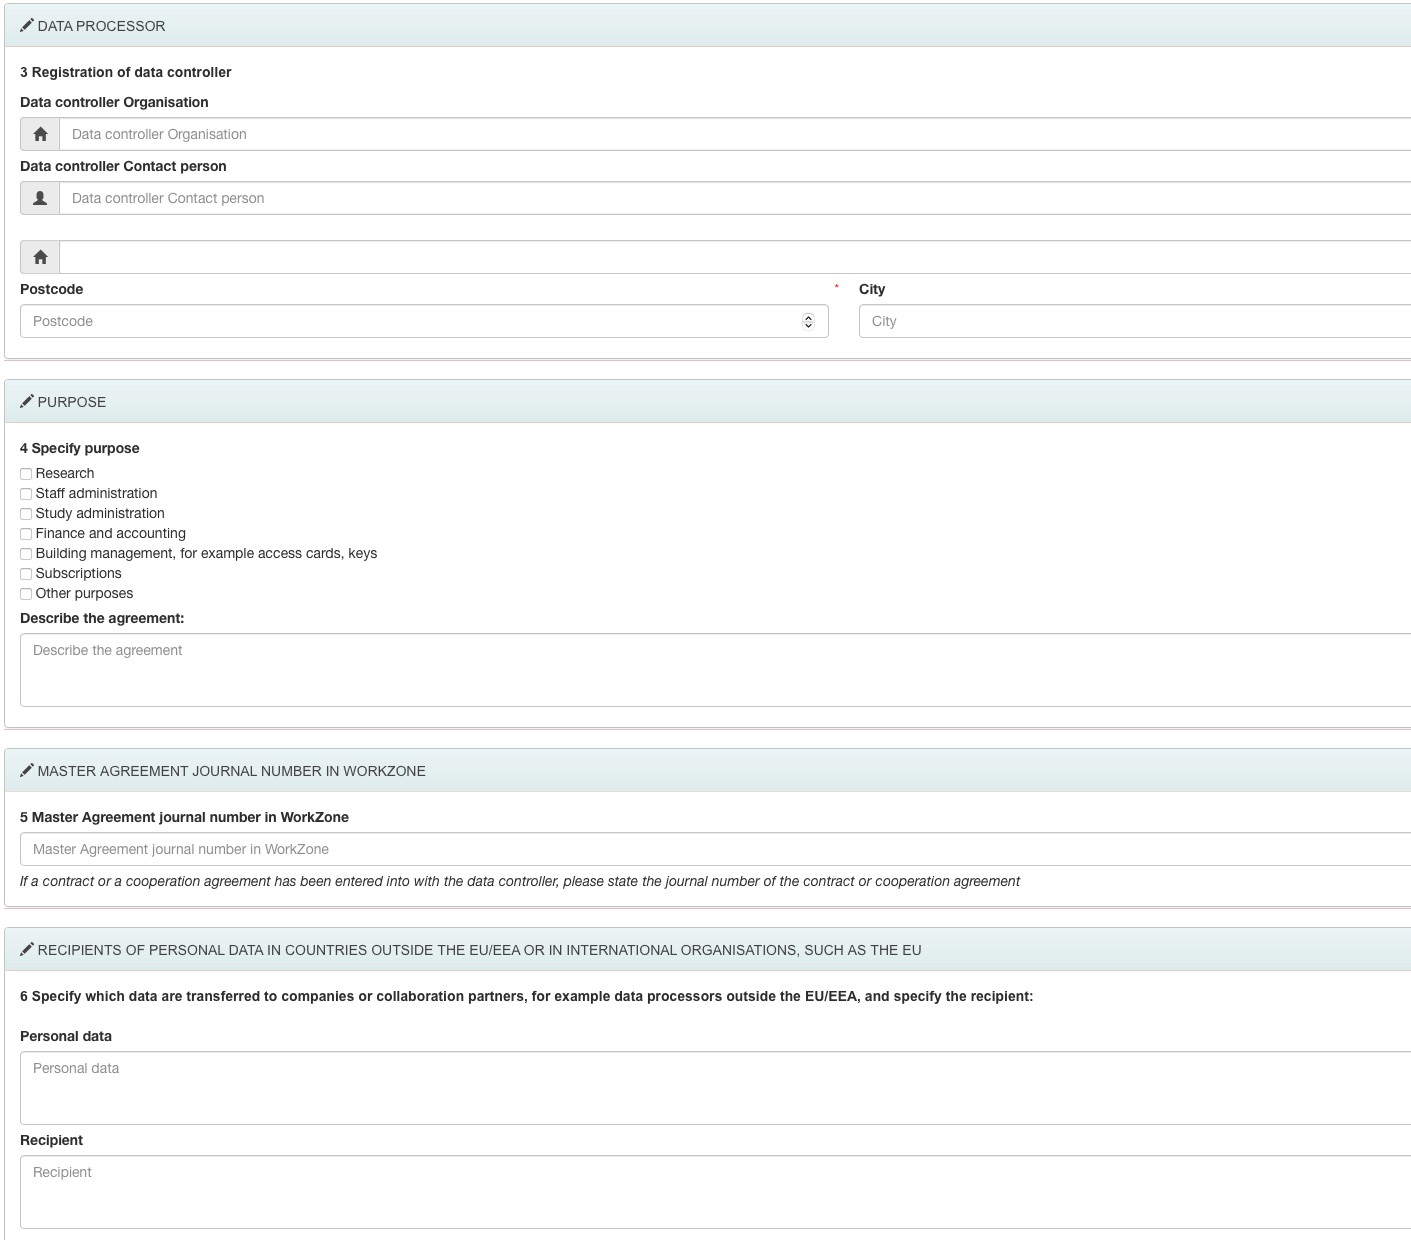 DATA PROCESSOR
3 Registration of data controller
Data controller Organisation
Data controller Organisation
Data controller Contact person
Data controller Contact person
Postcode * City
Postcode City
PURPOSE
4 Specify purpose
Research
Staff administration
Study administration
Finance and accounting
Building management, for example access cards, keys
Subscriptions
Other purposes
Describe the agreement:
Describe the agreement
MASTER AGREEMENT JOURNAL NUMBER IN WORKZONE
5 Master Agreement journal number in WorkZone
Master Agreement journal number in WorkZone
If a contract or a cooperation agreement has been entered into with the data controller, please state the journal number of the contract or cooperation agreement
RECIPIENTS OF PERSONAL DATA IN COUNTRIES OUTSIDE THE EU/EEA OR IN INTERNATIONAL ORGANISATIONS, SUCH AS THE EU
6 Specify which data are transferred to companies or collaboration partners, for example data processors outside the EU/EEA, and specify the recipient:
Personal data
Personal data
Recipient
Recipient